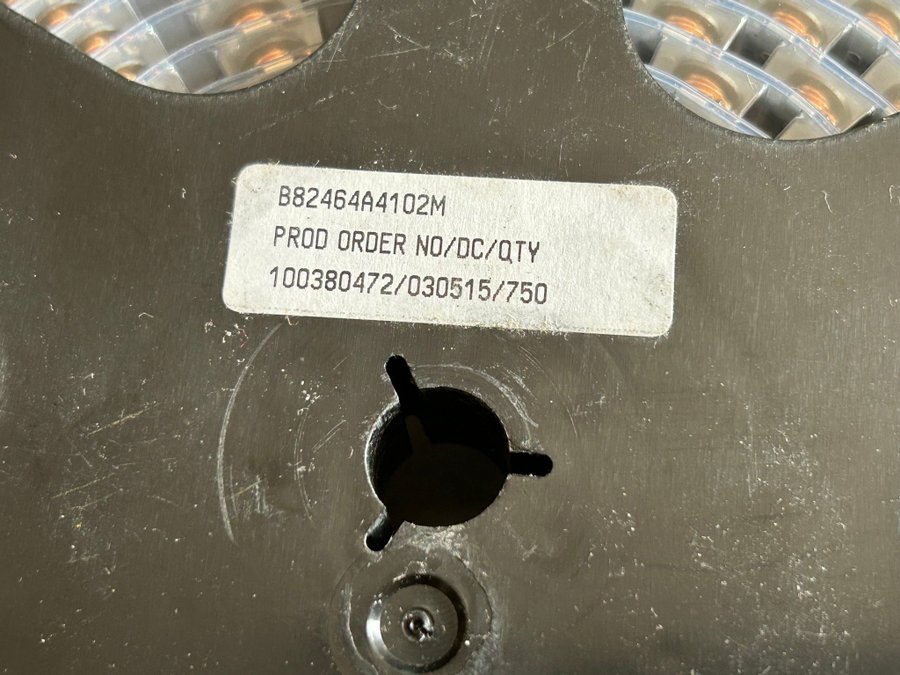 B82464A4102M
PROD ORDER NO/DC/QTY
100380472/030515/750